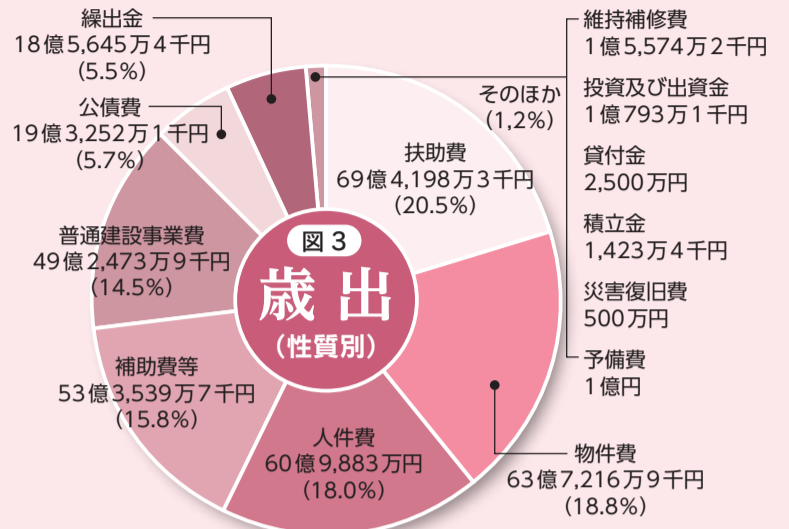 図3
歳出
(性質別)
扶助費
69億4,198万3千円
(20.5%)
物件費
63億7,216万9千円
(18.8%)
人件費
60億9,883万円
(18.0%)
補助費等
53億3,539万7千円
(15.8%)
普通建設事業費
49億2,473万9千円
(14.5%)
公債費
19億3,252万1千円
(5.7%)
繰出金
18億5,645万4千円
(5.5%)
そのほか
(1,2%)
維持補修費
1億5,574万2千円
投資及び出資金
1億793万1千円
貸付金
2,500万円
積立金
1,423万4千円
災害復旧費
500万円
予備費
1億円